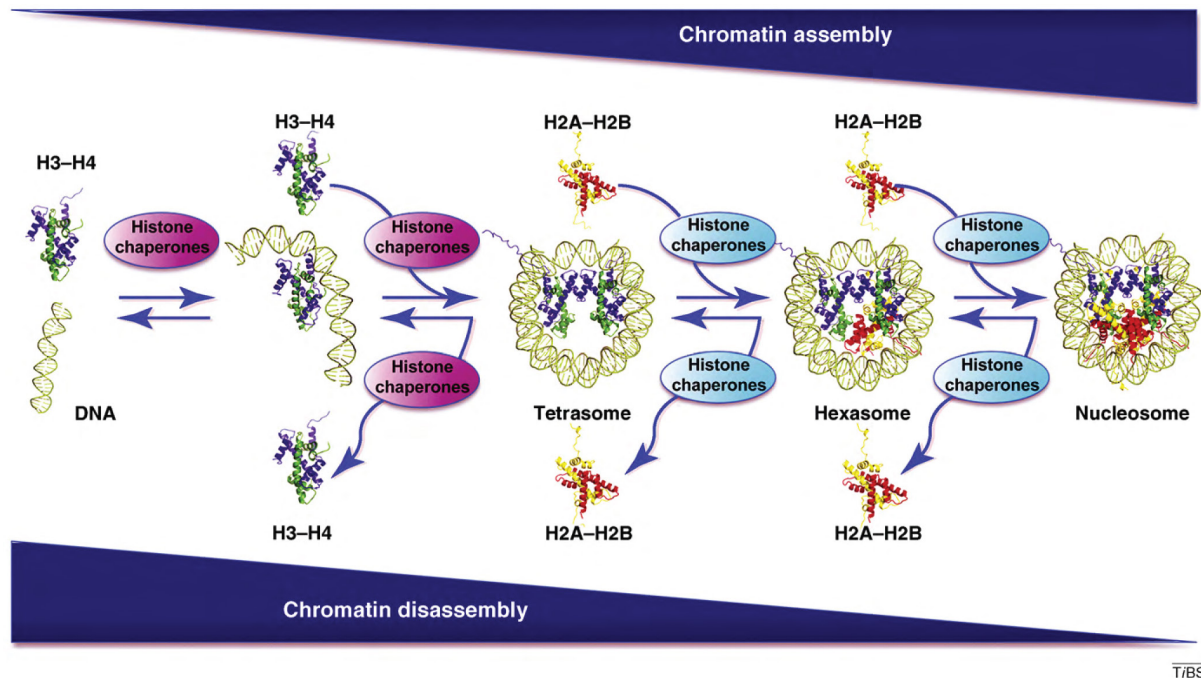 Chromatin assembly
H3–H4
H2A–H2B
H2A–H2B
H3–H4
Histone
chaperones
Histone
chaperones
Histone
chaperones
Histone
chaperones
Histone
chaperones
Histone
chaperones
Histone
chaperones
DNA
Tetrasome
Hexasome
Nucleosome
H3–H4
H2A–H2B
H2A–H2B
Chromatin disassembly
TiBS